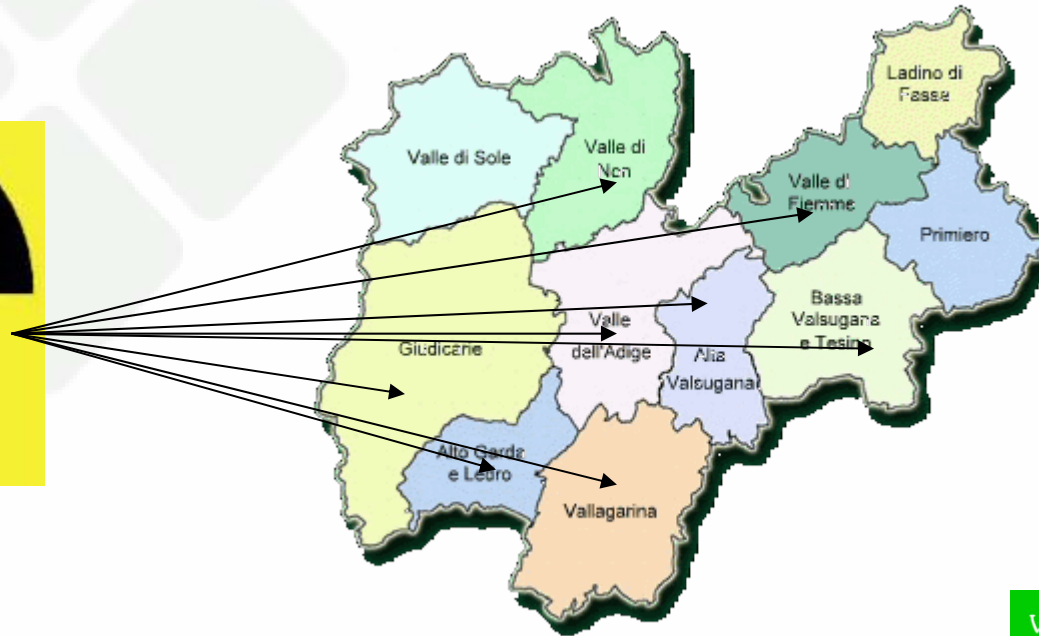 Ladino di
Fassa
Valle di Sole
Valle di
Non
Valle di
Fiemme
Primiero
Bassa
Valsugana
e Tesino
Valle
dell'Adige
Giudicarie
Alta
Valsugana
Alto Garda
e Ledro
Vallagarina